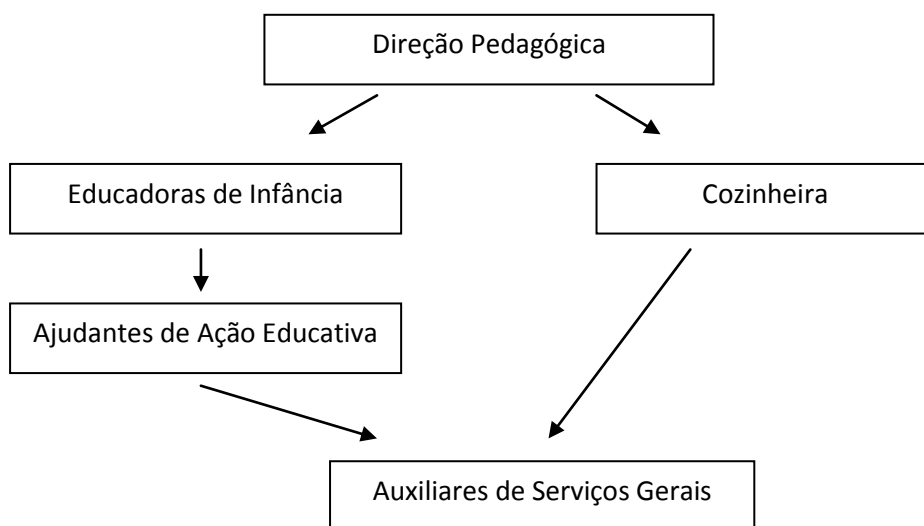 Direção Pedagógica
Educadoras de Infância
Cozinheira
Ajudantes de Ação Educativa
Auxiliares de Serviços Gerais